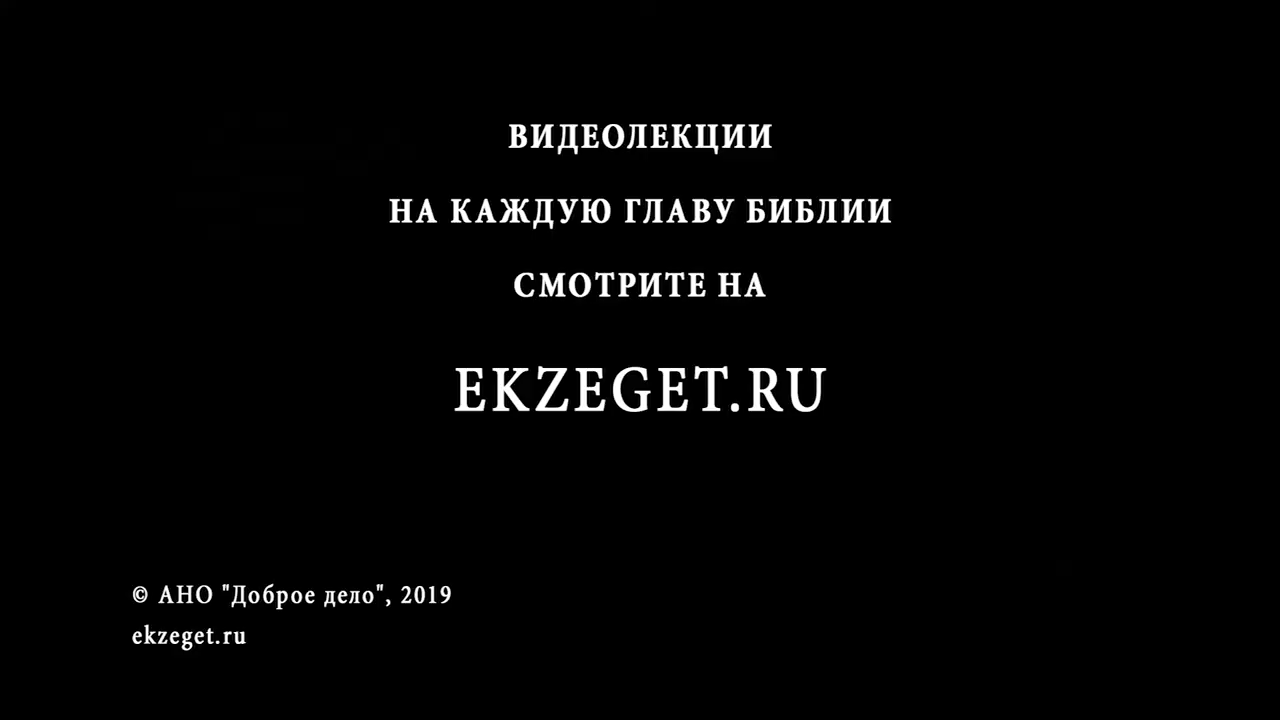 ВИДЕОЛЕКЦИИ
НА КАЖДУЮ ГЛАВУ БИБЛИИ
СМОТРИТЕ НА
EKZEGET.RU
© АНО "Доброе дело", 2019
ekzeget.ru